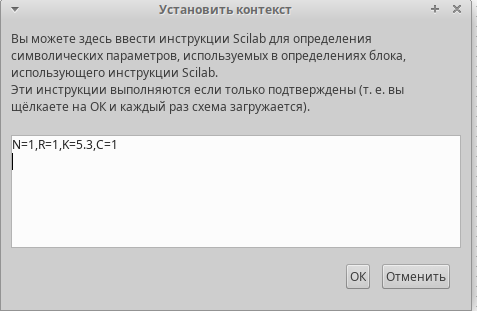 Установить контекст
Вы можете здесь ввести инструкции Scilab для определения
символических параметров, используемых в определениях блока,
использующего инструкции Scilab.
Эти инструкции выполняются если только подтверждены (т. е. вы
щёлкаете на ОК и каждый раз схема загружается).
N=1,R=1,K=5.3,C=1
ОК
Отменить